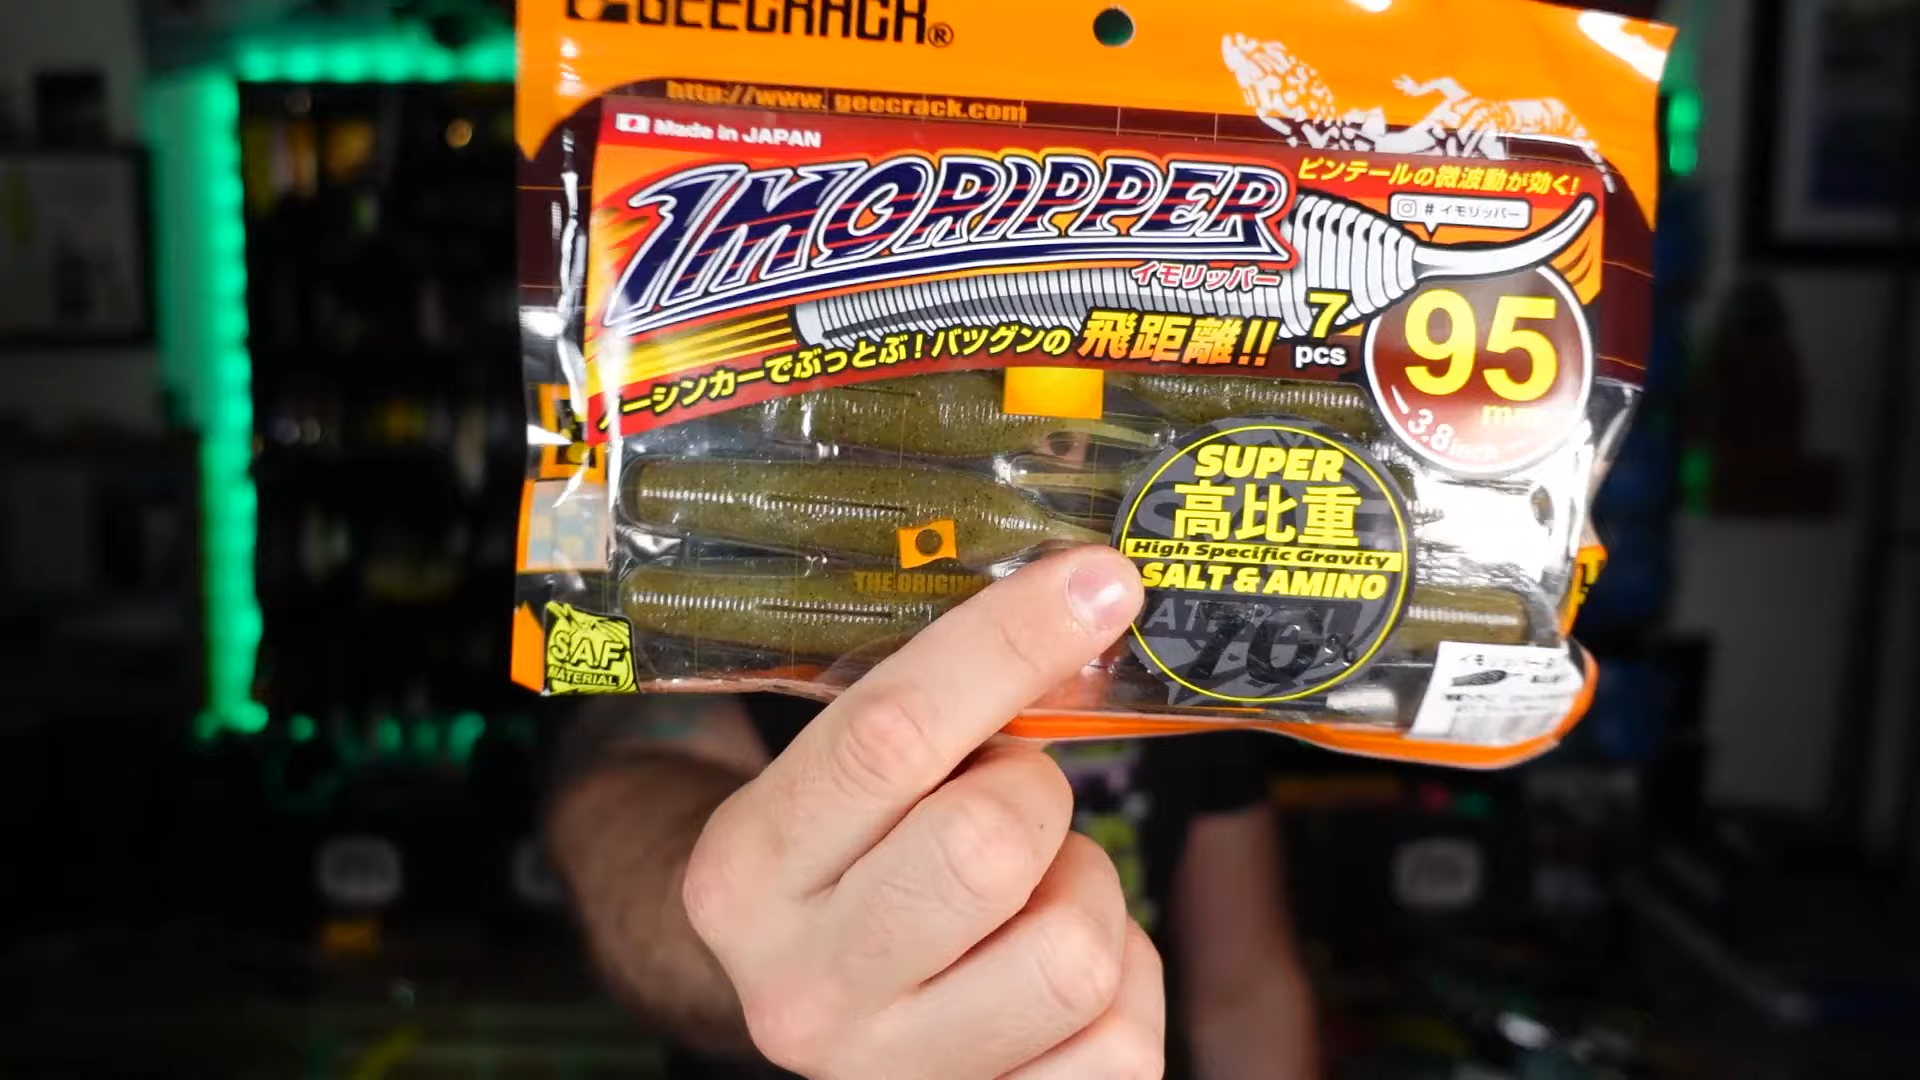 GEECRACK®
http://www.geecrack.com
Made in JAPAN
IMORIPPER
イモリッパー
ピンテールの微波動が効く!
# イモリッパー
ノーシンカーでぶっとぶ!バツグンの飛距離!!
7
pcs
95
mm
3.8inch
SUPER
高比重
High Specific Gravity
SALT & AMINO
THE ORIGIN
S.A.F
MATERIAL